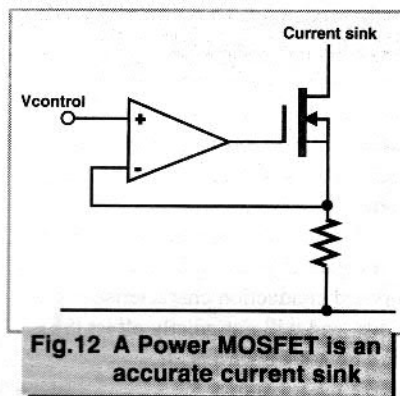 Current sink
Vcontrol
+
-
Fig.12 A Power MOSFET is an
accurate current sink